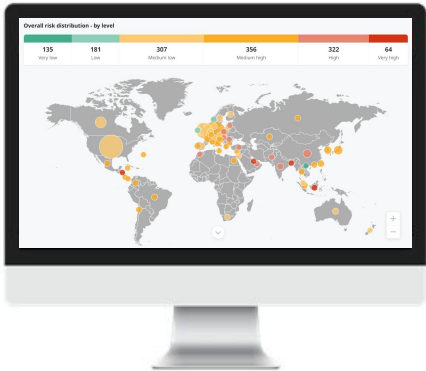 Overall risk distribution - by level
135 181 307 356 322 64
Very low Low Medium low Medium high High Very high
+
−